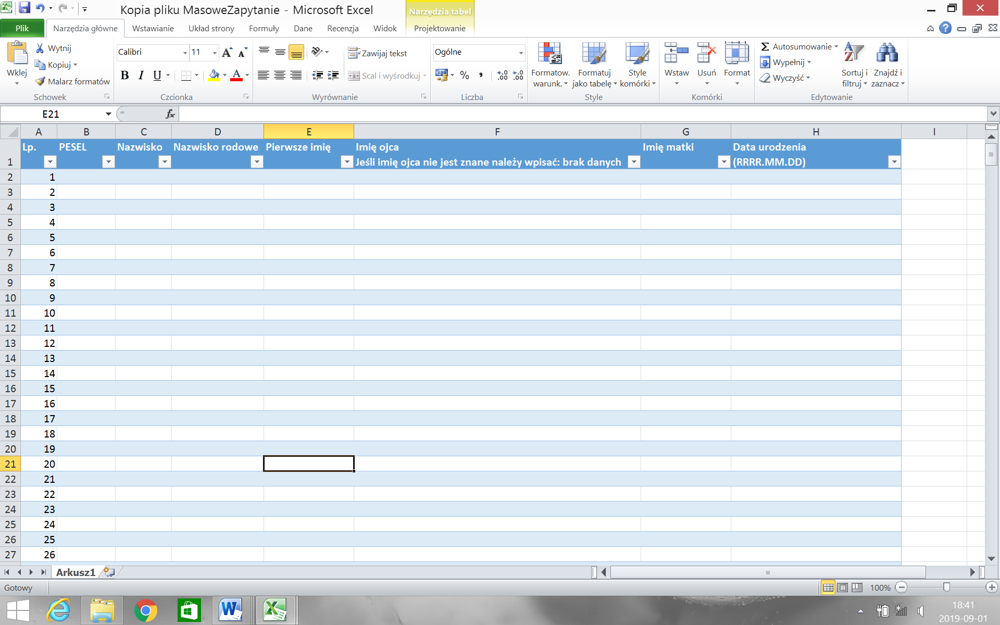 Kopia pliku MasoweZapytanie - Microsoft Excel
Narzędzia tabel
Plik
Narzędzia główne
Wstawianie
Układ strony
Formuły
Dane
Recenzja
Widok
Projektowanie
Wklej
Wytnij
Kopiuj
Malarz formatów
Schowek
Calibri
11
A A
B I U A
Czcionka
Zawijaj tekst
Scal i wyśrodkuj
Wyrównanie
Ogólne
%
Liczba
Formatow. warunk.
Formatuj jako tabelę
Style komórki
Style
Wstaw
Usuń
Format
Komórki
Σ Autosumowanie
Wypełnij
Wyczyść
Sortuj i filtruj
Znajdź i zaznacz
Edytowanie
E21
fx
A B C D E F G H I
1 Lp. PESEL Nazwisko Nazwisko rodowe Pierwsze imię Imię ojca Imię matki Data urodzenia
Jeśli imię ojca nie jest znane należy wpisać: brak danych (RRRR.MM.DD)
2 1
3 2
4 3
5 4
6 5
7 6
8 7
9 8
10 9
11 10
12 11
13 12
14 13
15 14
16 15
17 16
18 17
19 18
20 19
21 20
22 21
23 22
24 23
25 24
26 25
27 26
Arkusz1
Gotowy
100%
18:41
2019-09-01